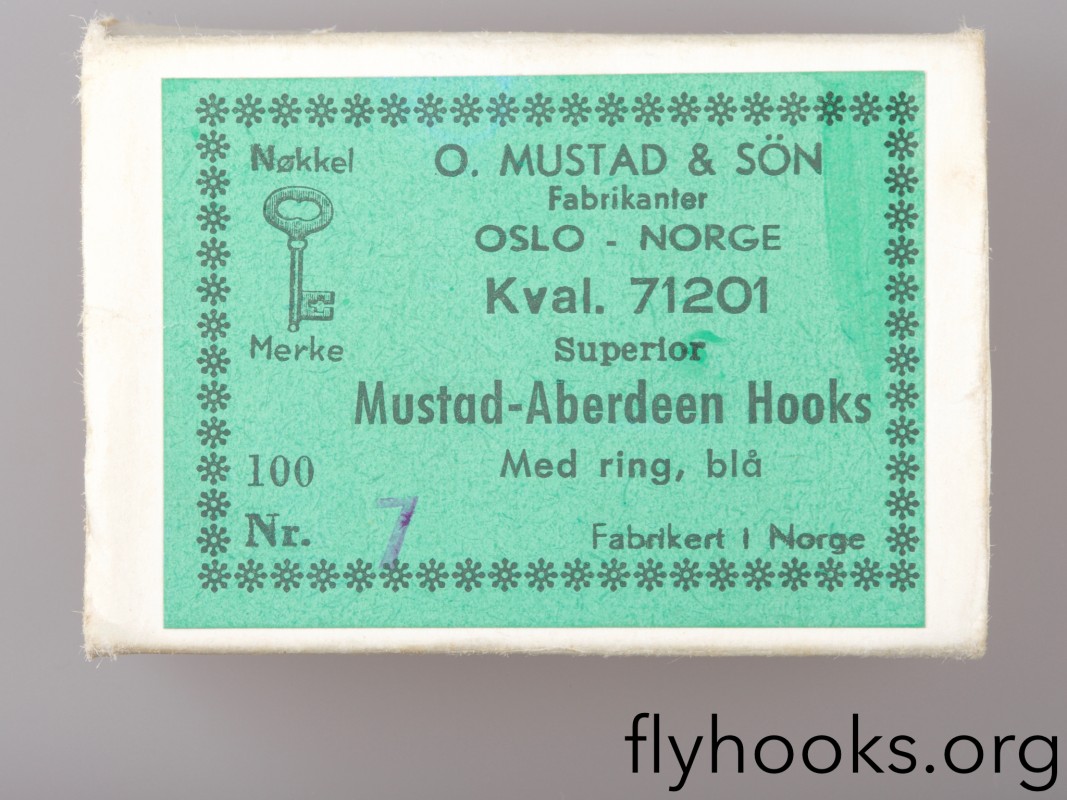 Nøkkel
Merke
O. MUSTAD & SÖN
Fabrikanter
OSLO - NORGE
Kval. 71201
Superior
Mustad-Aberdeen Hooks
Med ring, blå
100
Nr. 7
Fabrikert i Norge
flyhooks.org